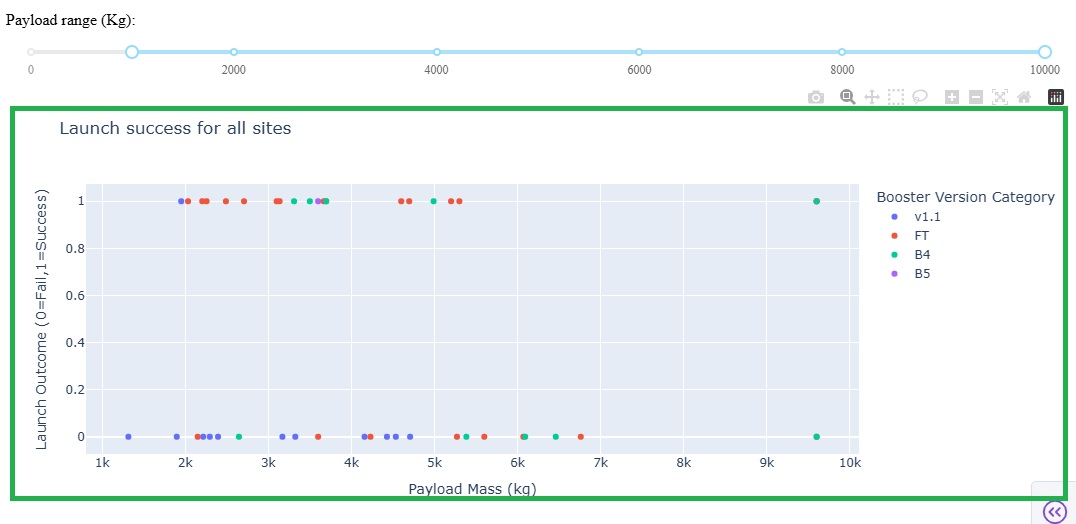 Payload range (Kg):
0 2000 4000 6000 8000 10000
Launch success for all sites
Launch Outcome (0=Fail,1=Success)
1
0.8
0.6
0.4
0.2
0
1k 2k 3k 4k 5k 6k 7k 8k 9k 10k
Payload Mass (kg)
Booster Version Category
v1.1
FT
B4
B5